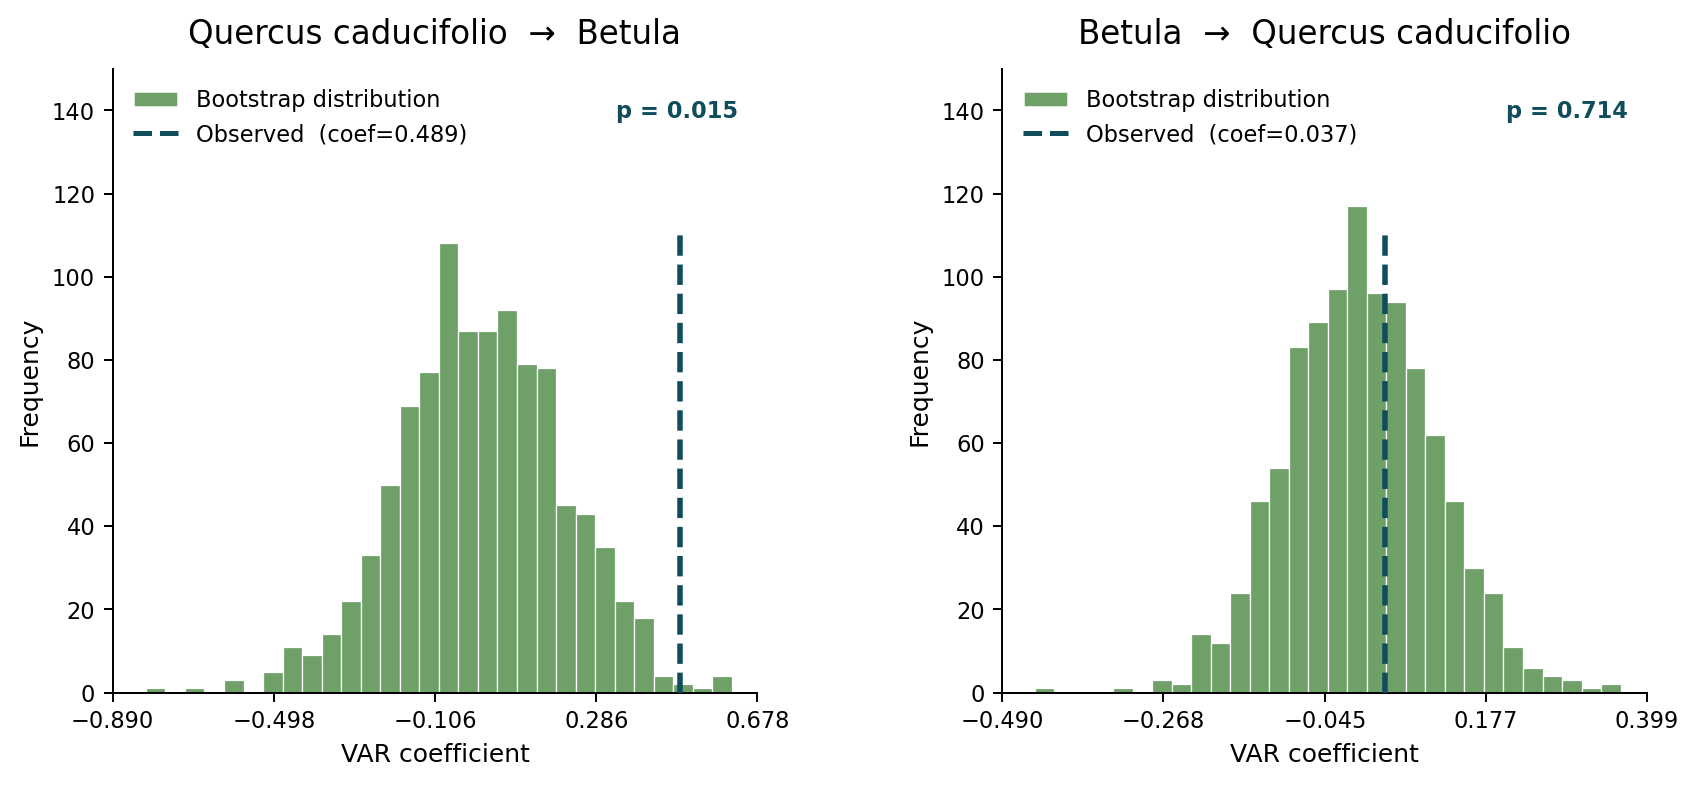 Quercus caducifolio → Betula
Bootstrap distribution
Observed (coef=0.489)
p = 0.015
140
120
100
80
60
40
20
0
Frequency
−0.890 −0.498 −0.106 0.286 0.678
VAR coefficient
Betula → Quercus caducifolio
Bootstrap distribution
Observed (coef=0.037)
p = 0.714
140
120
100
80
60
40
20
0
Frequency
−0.490 −0.268 −0.045 0.177 0.399
VAR coefficient